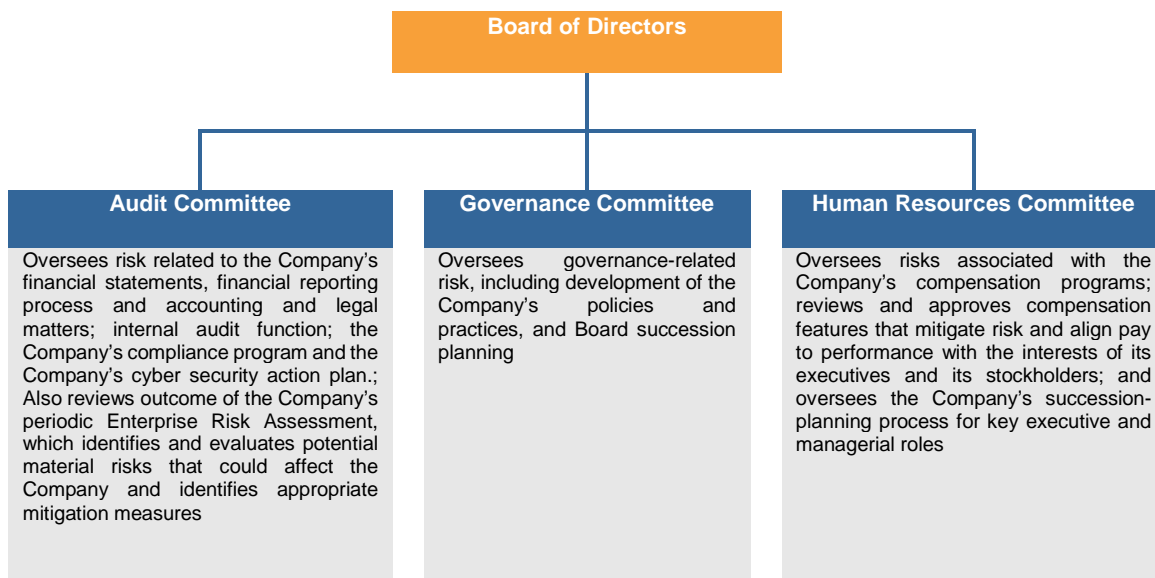 Board of Directors
Audit Committee
Oversees risk related to the Company’s
financial statements, financial reporting
process and accounting and legal
matters; internal audit function; the
Company’s compliance program and the
Company’s cyber security action plan.;
Also reviews outcome of the Company’s
periodic Enterprise Risk Assessment,
which identifies and evaluates potential
material risks that could affect the
Company and identifies appropriate
mitigation measures
Governance Committee
Oversees governance-related
risk, including development of the
Company’s policies and
practices, and Board succession
planning
Human Resources Committee
Oversees risks associated with the
Company’s compensation programs;
reviews and approves compensation
features that mitigate risk and align pay
to performance with the interests of its
executives and its stockholders; and
oversees the Company’s succession-
planning process for key executive and
managerial roles